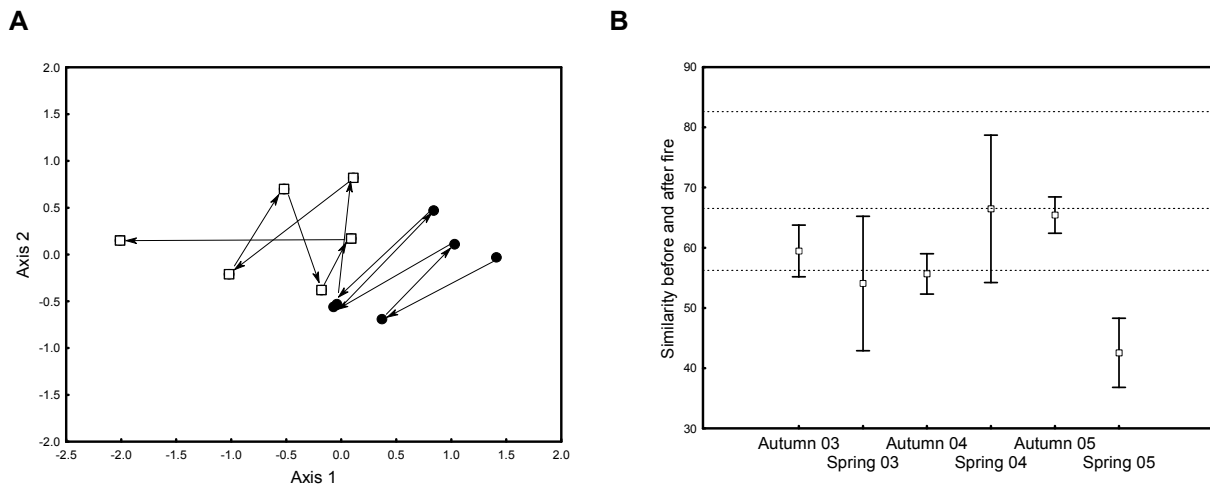 A
2.0
1.5
1.0
0.5
0.0
-0.5
-1.0
-1.5
-2.0
Axis 2
-2.5 -2.0 -1.5 -1.0 -0.5 0.0 0.5 1.0 1.5 2.0
Axis 1
B
90
80
70
60
50
40
30
Similarity before and after fire
Autumn 03 Autumn 04 Autumn 05
Spring 03 Spring 04 Spring 05